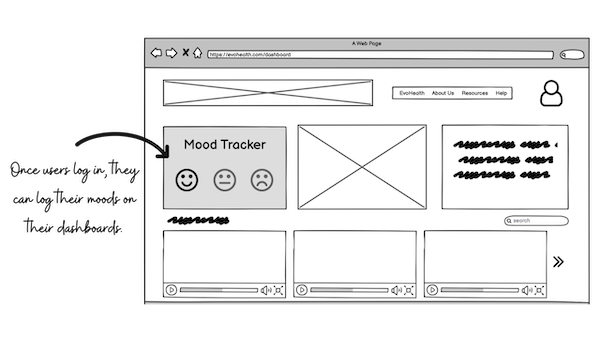 A Web Page
https://evohealth.com/dashboard
EvoHealth About Us Resources Help
Mood Tracker
Once users log in, they
can log their moods on
their dashboards.
search